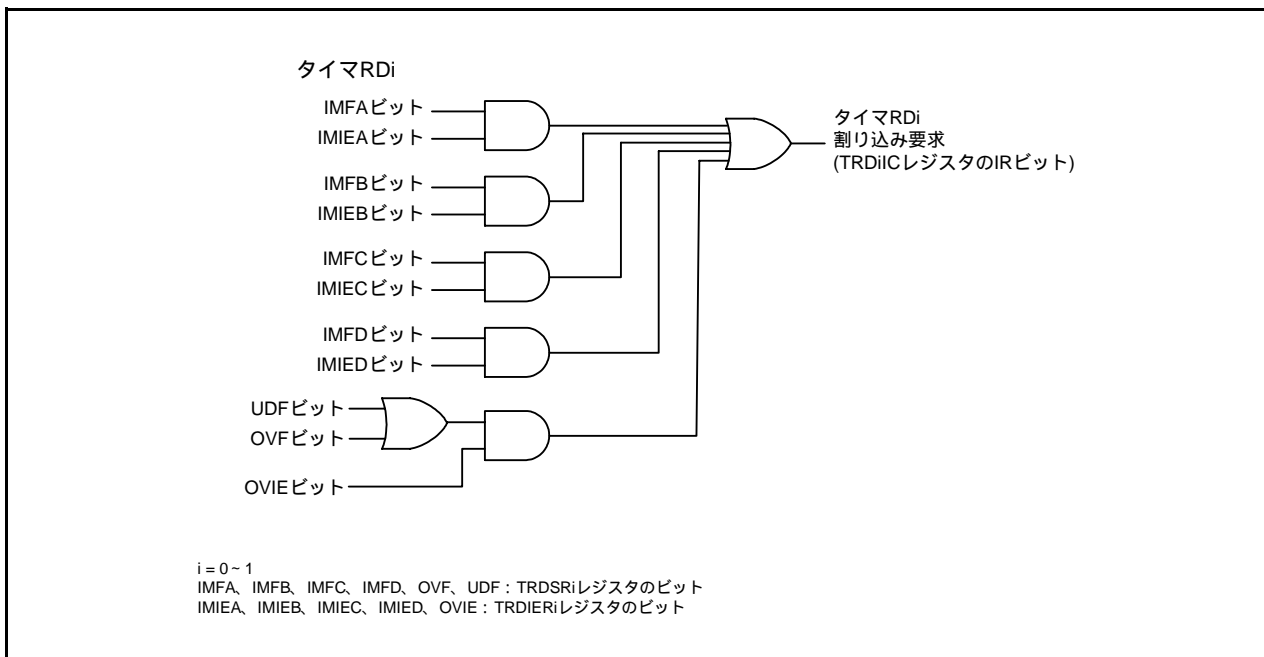 タイマRDi
IMFAビット
IMIEAビット
IMFBビット
IMIEBビット
IMFCビット
IMIECビット
IMFDビット
IMIEDビット
UDFビット
OVFビット
OVIEビット
タイマRDi
割り込み要求
(TRDiICレジスタのIRビット)
i = 0~1
IMFA、IMFB、IMFC、IMFD、OVF、UDF:TRDSRiレジスタのビット
IMIEA、IMIEB、IMIEC、IMIED、OVIE:TRDIERiレジスタのビット